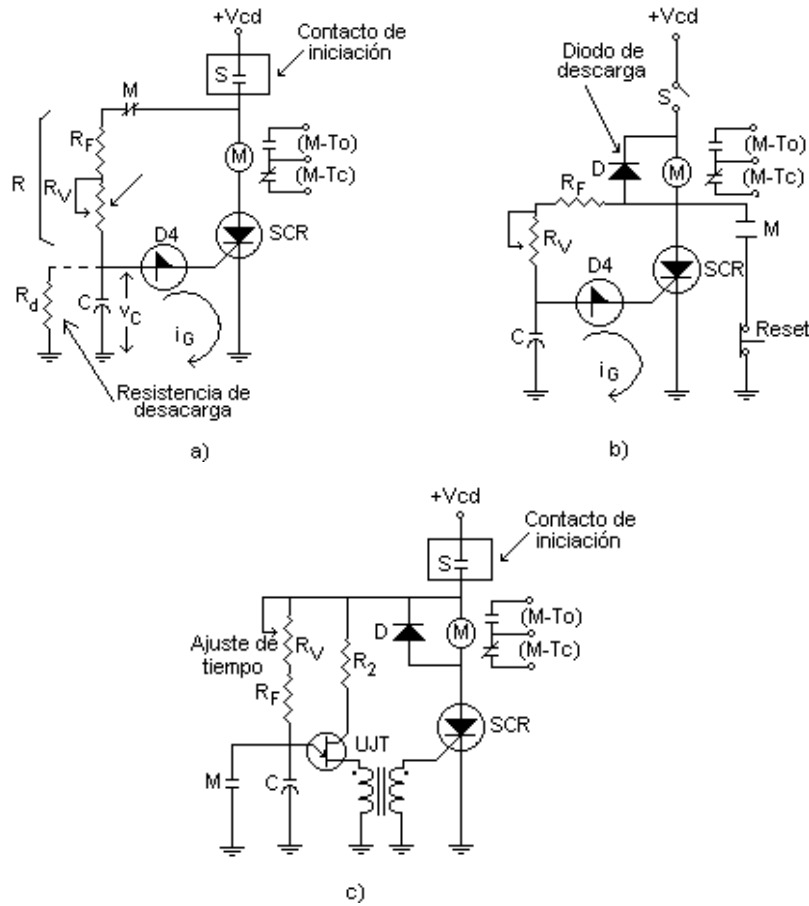 +Vcd
Contacto de
iniciación
S
M
R_F
R
R_V
M
(M-To)
(M-Tc)
D4
SCR
R_d
C
v_C
i_G
Resistencia de
desacarga
a)
+Vcd
Diodo de
descarga
S
D
M
(M-To)
(M-Tc)
R_F
R_V
M
D4
SCR
C
i_G
Reset
b)
+Vcd
Contacto de
iniciación
S
Ajuste de
tiempo
R_V
R_F
R_2
D
M
(M-To)
(M-Tc)
SCR
UJT
M
C
c)